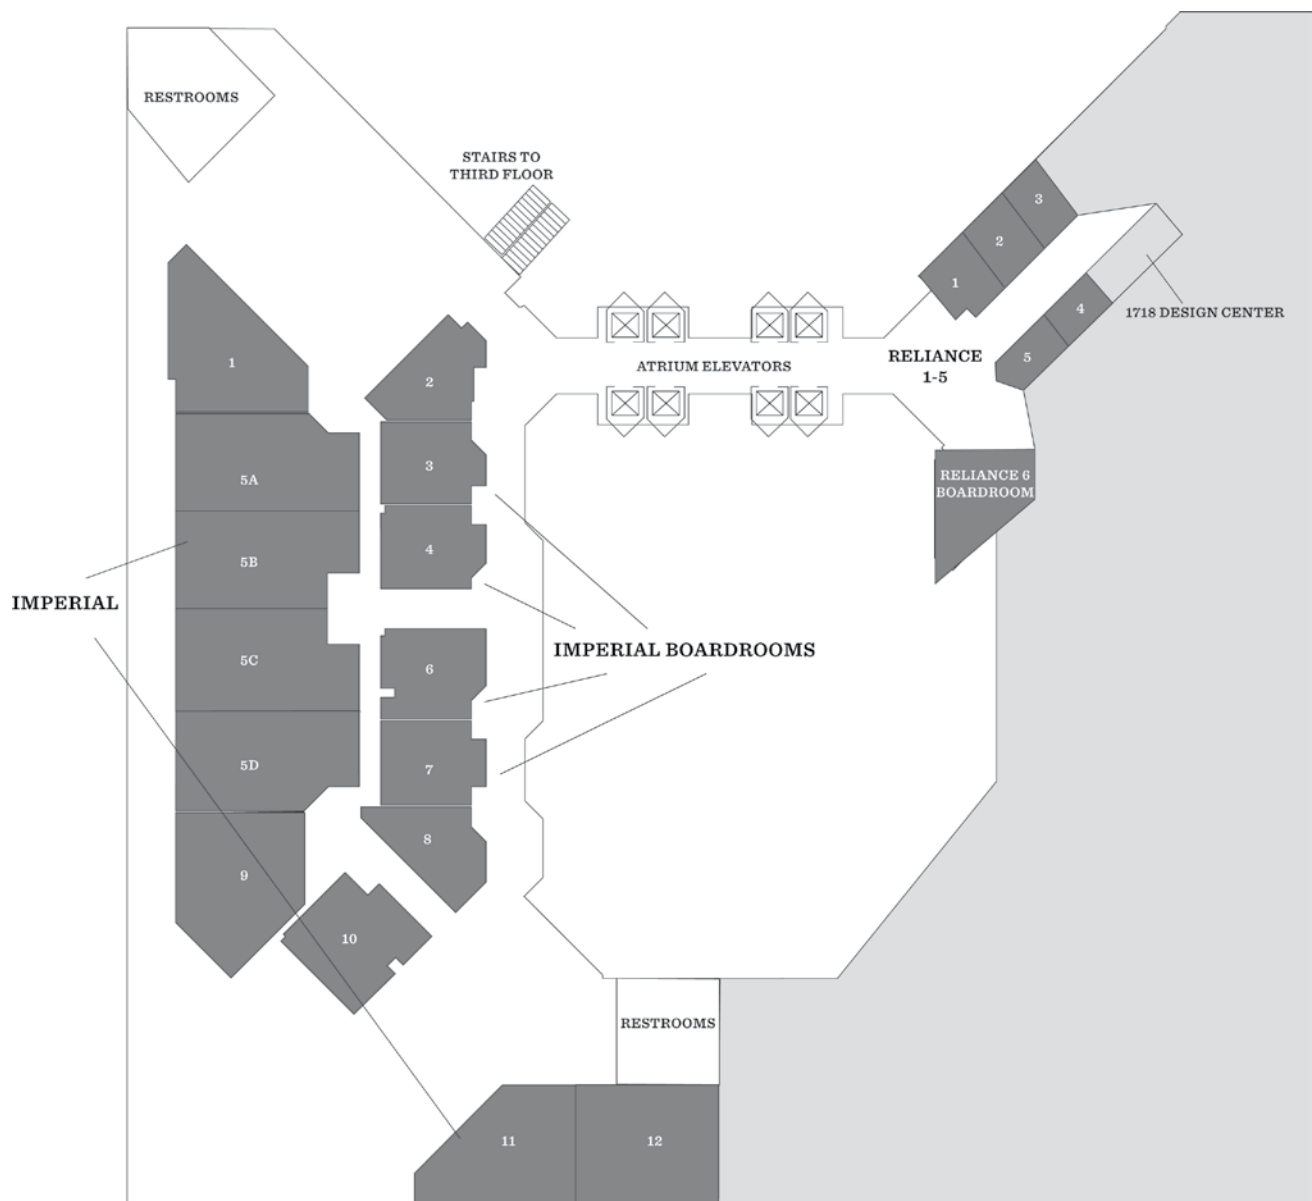 RESTROOMS
STAIRS TO
THIRD FLOOR
3
2
1
4
5
1718 DESIGN CENTER
ATRIUM ELEVATORS
RELIANCE
1-5
1
2
3
4
5A
5B
5C
5D
RELIANCE 6
BOARDROOM
IMPERIAL
IMPERIAL BOARDROOMS
6
7
8
9
10
RESTROOMS
11
12